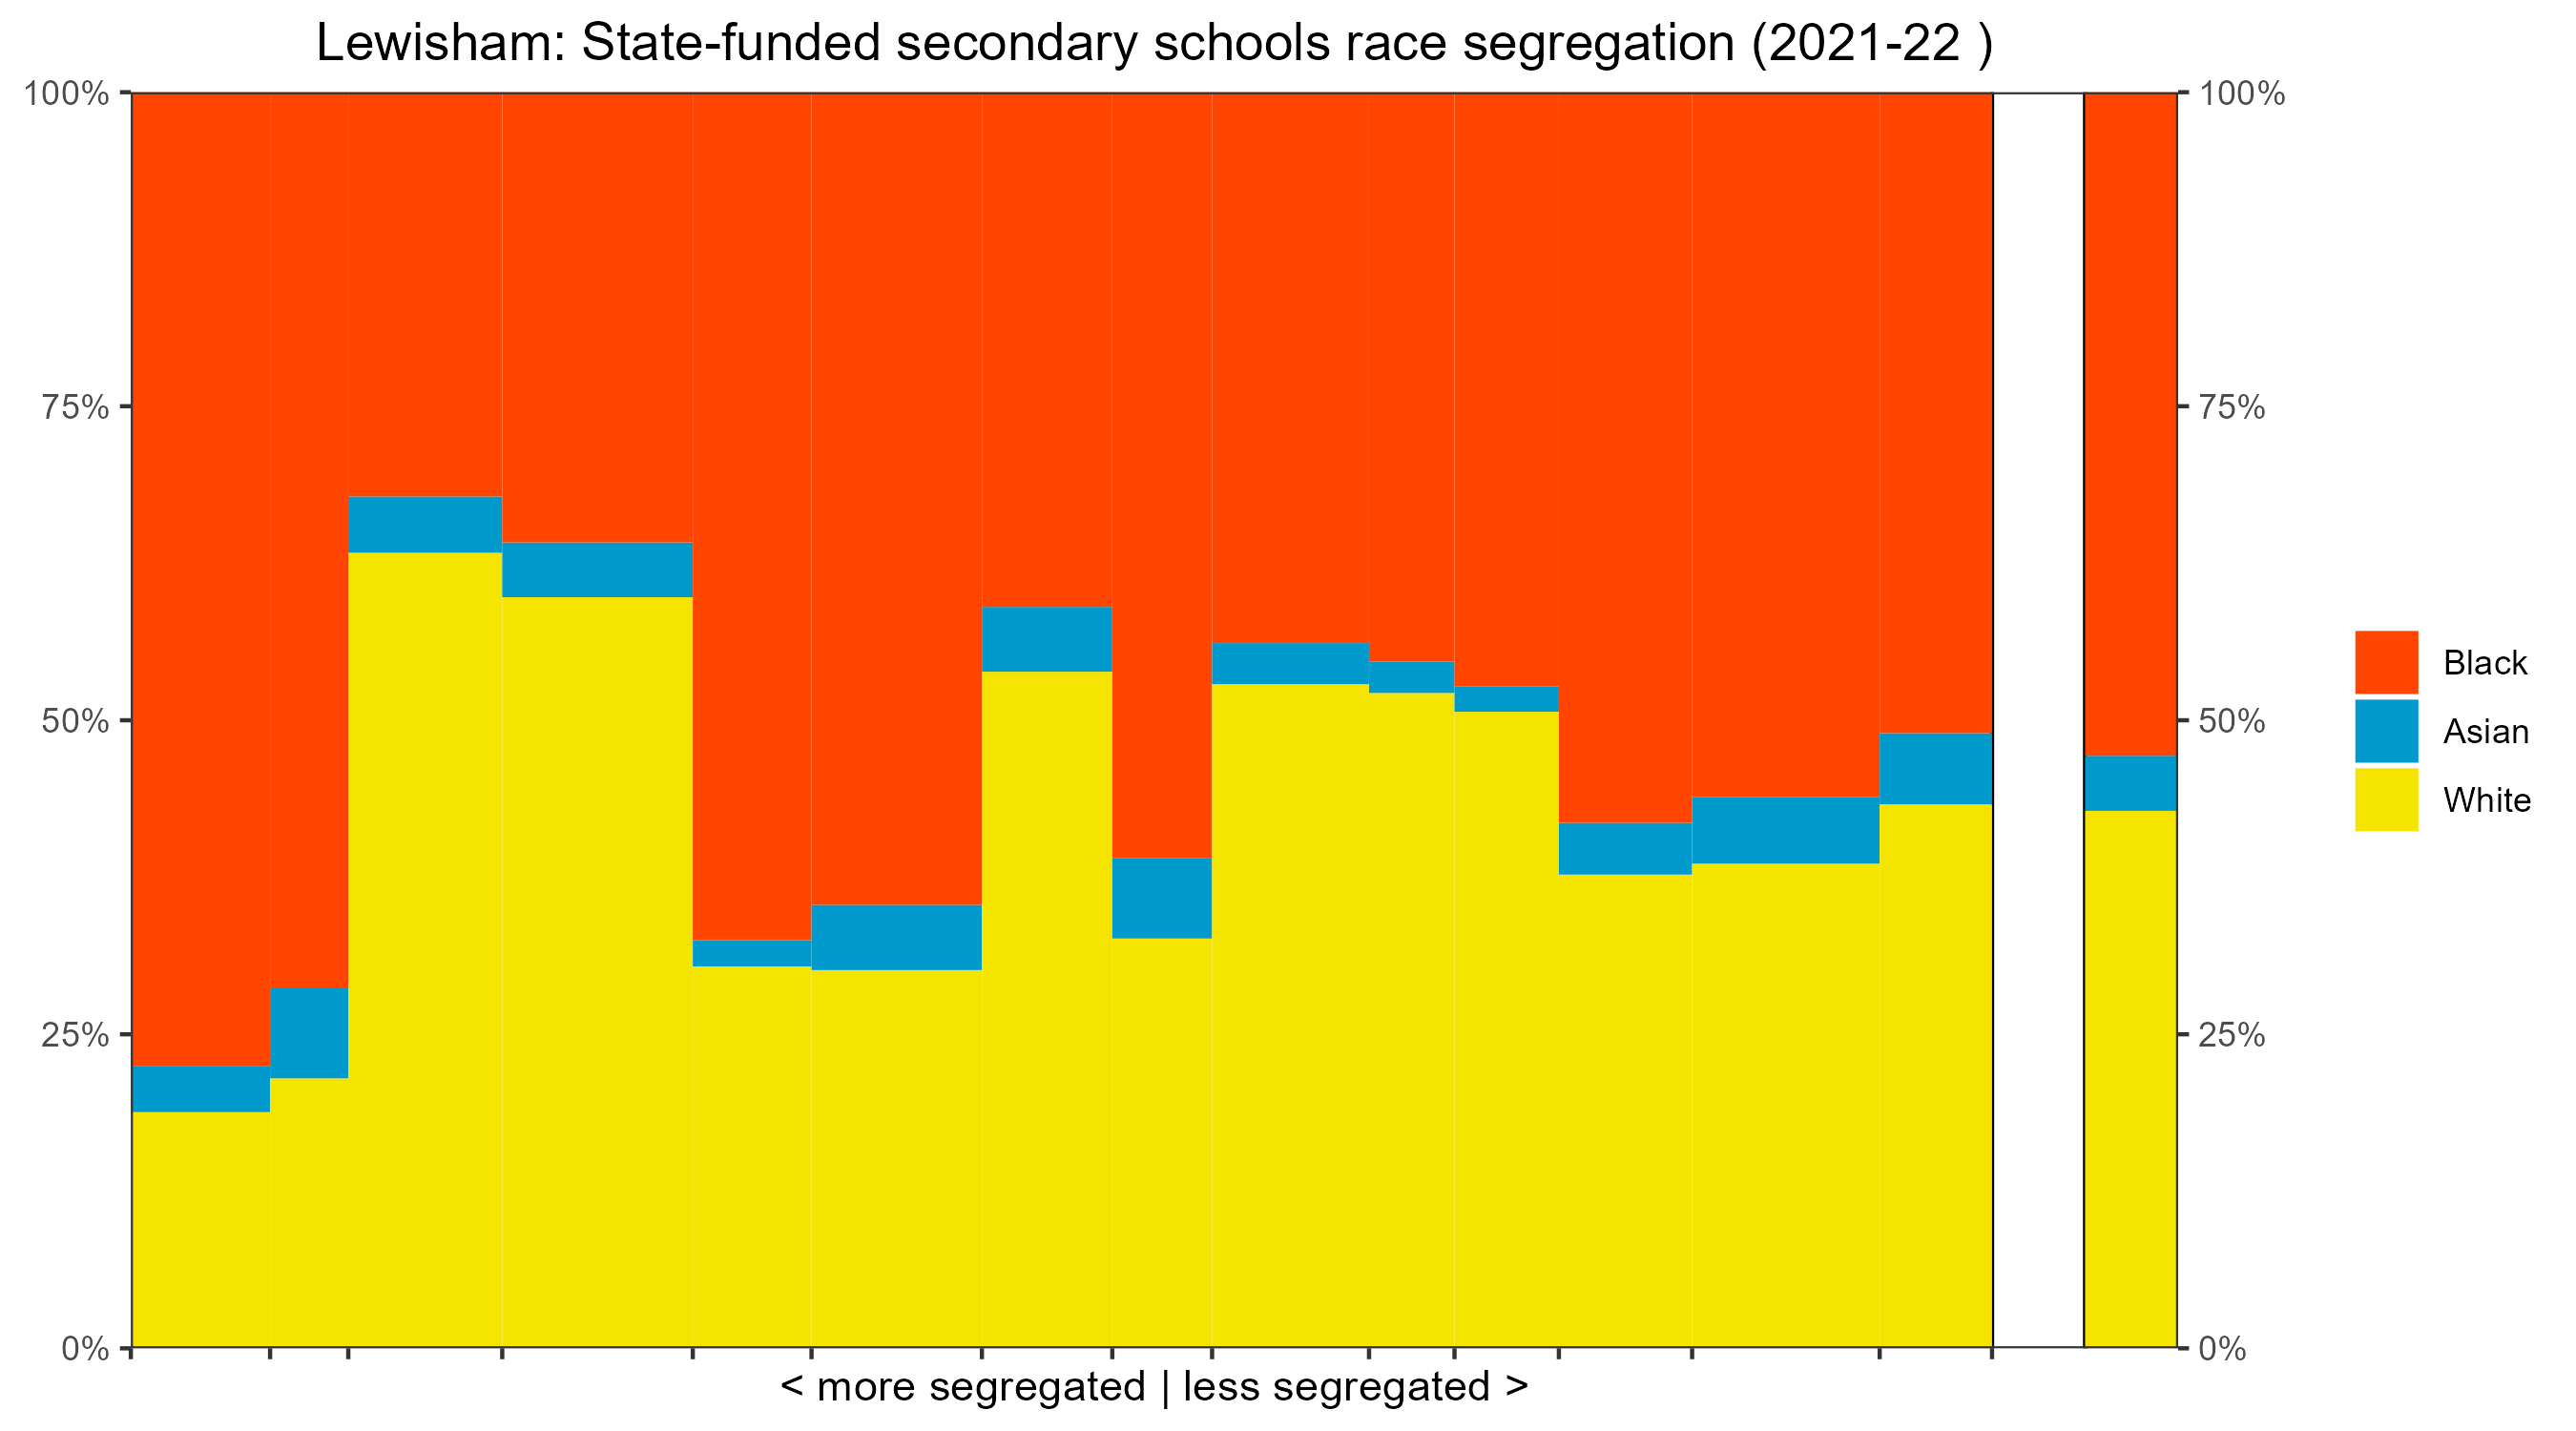 Lewisham: State-funded secondary schools race segregation (2021-22 )
100%
75%
50%
25%
0%
100%
75%
50%
25%
0%
Black
Asian
White
< more segregated | less segregated >